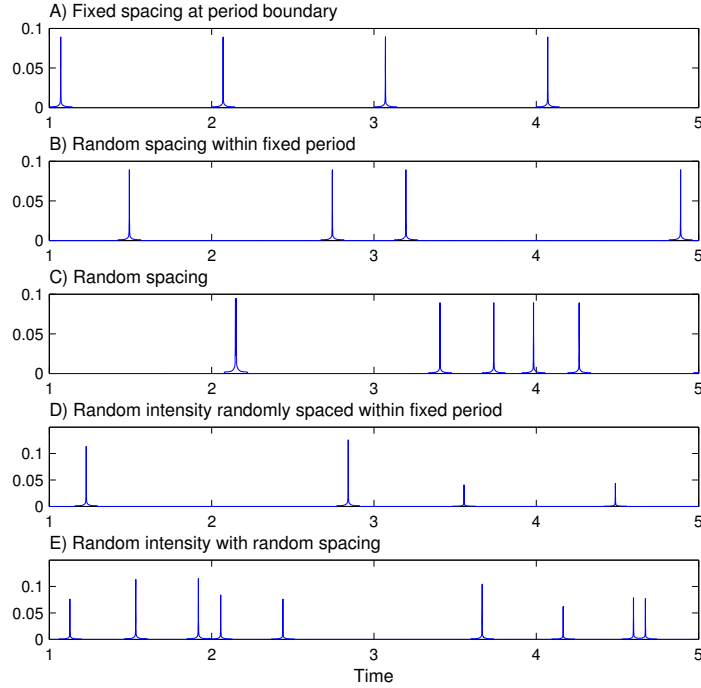 A) Fixed spacing at period boundary
0.1
0.05
0
1 2 3 4 5
B) Random spacing within fixed period
0.1
0.05
0
1 2 3 4 5
C) Random spacing
0.1
0.05
0
1 2 3 4 5
D) Random intensity randomly spaced within fixed period
0.1
0.05
0
1 2 3 4 5
E) Random intensity with random spacing
0.1
0.05
0
1 2 3 4 5
Time